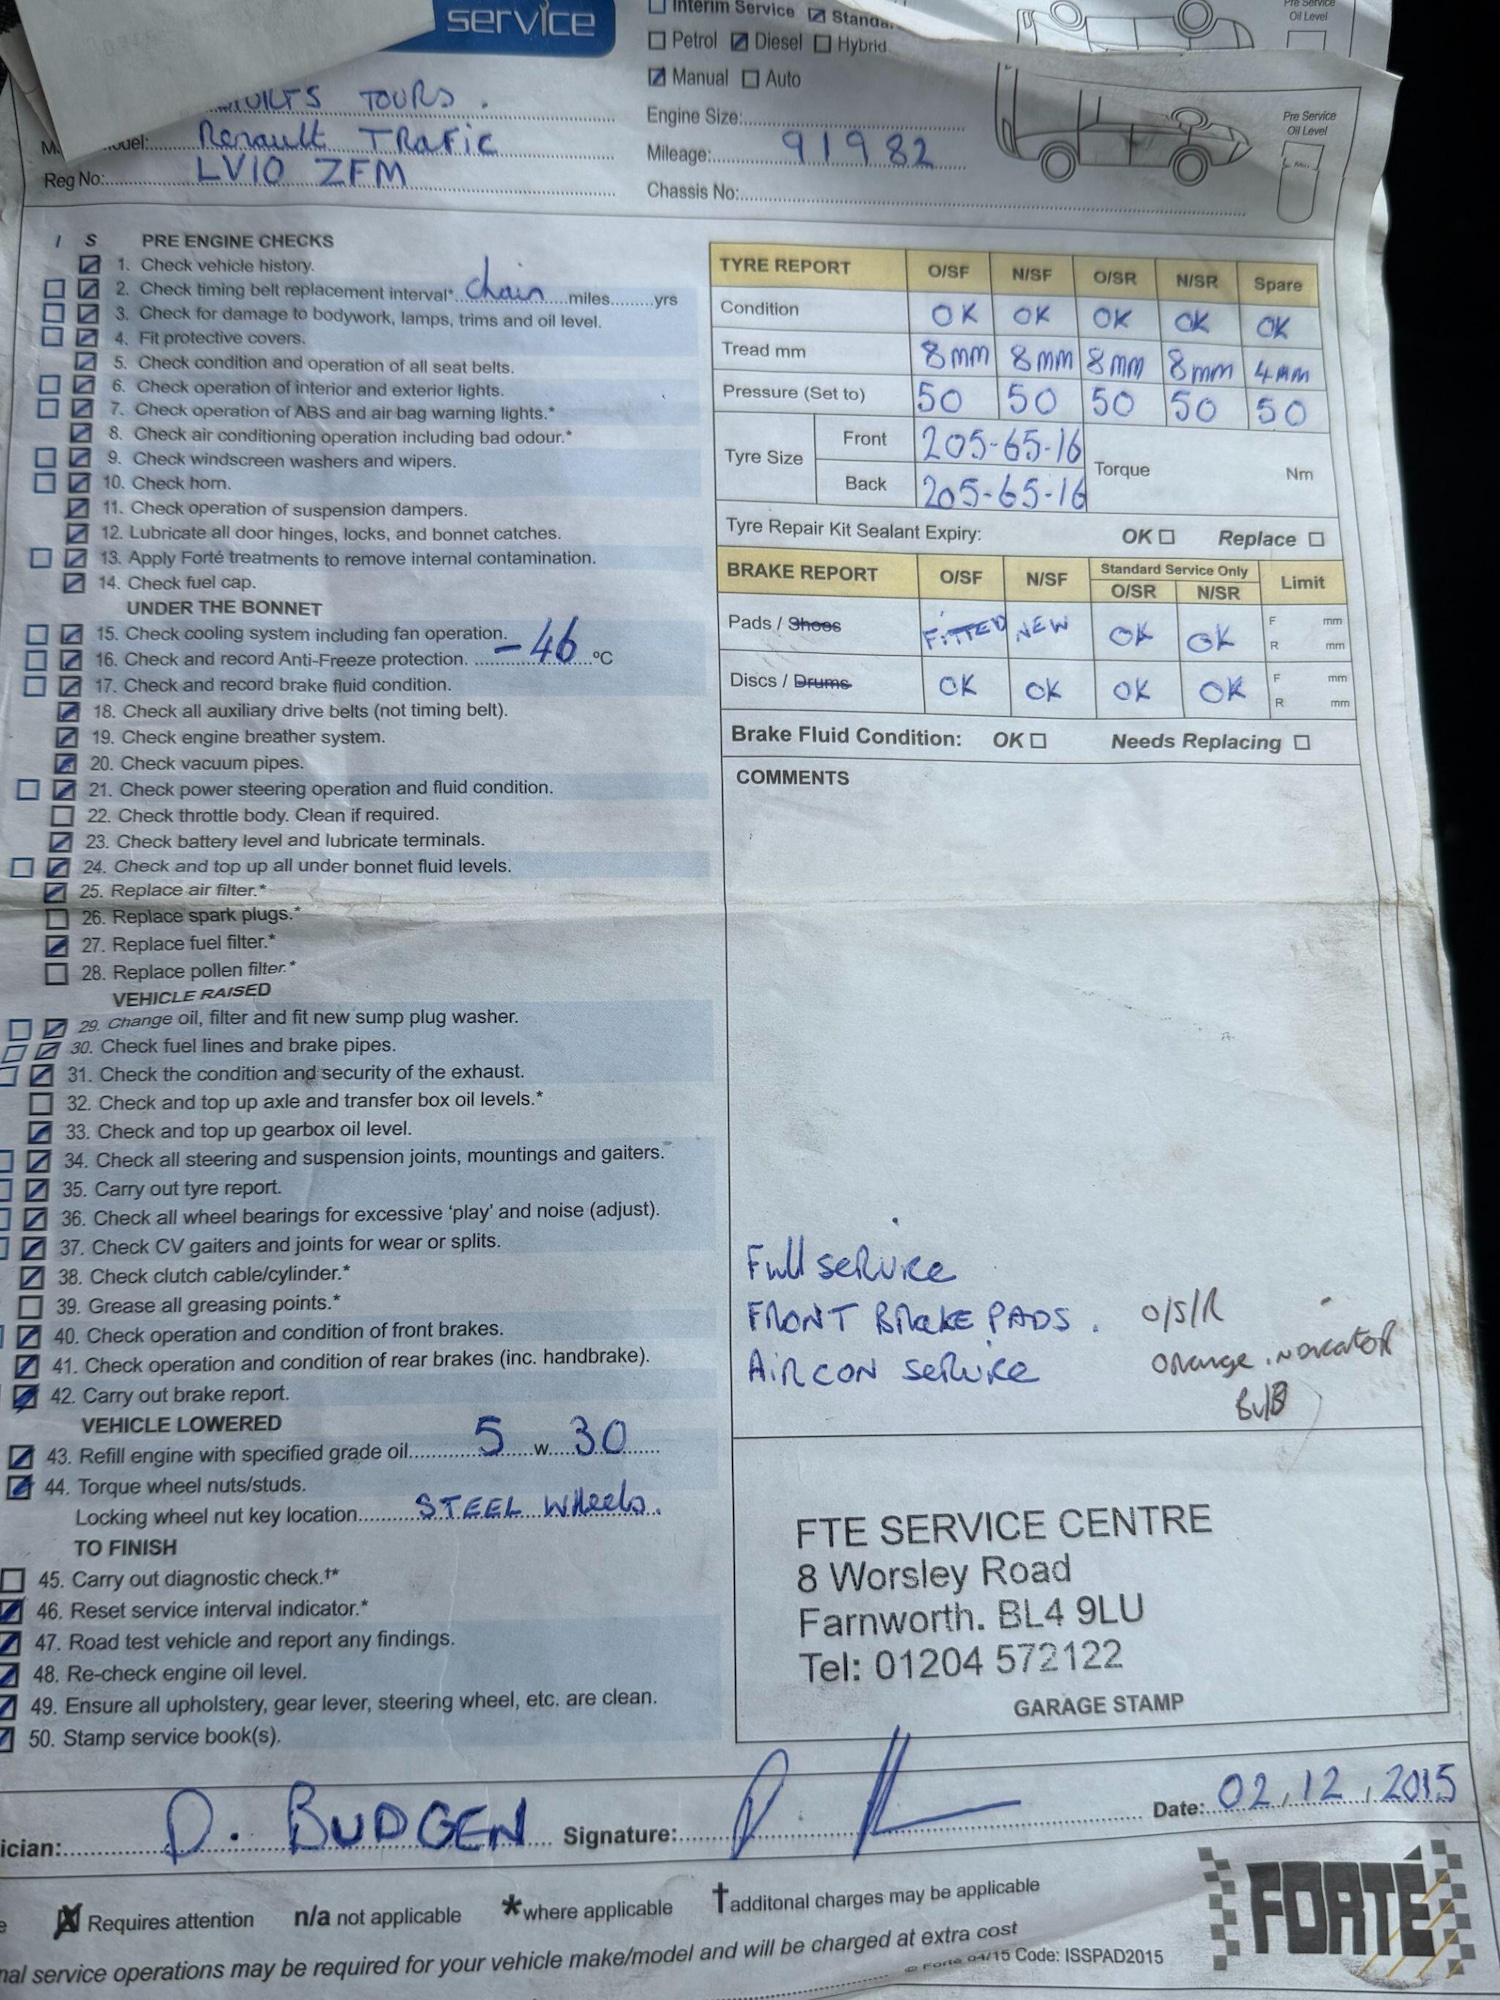 service
Interim Service
Petrol Diesel Hybrid
Manual Auto
TOURS.
Renault TRAFIC
Reg No: LV10 ZFM
Engine Size:
Mileage: 91982
Chassis No:
Pre Service
Oil Level
Pre Service
Oil Level
I S PRE ENGINE CHECKS
1. Check vehicle history.
2. Check timing belt replacement interval* chain miles yrs
3. Check for damage to bodywork, lamps, trims and oil level.
4. Fit protective covers.
5. Check condition and operation of all seat belts.
6. Check operation of interior and exterior lights.
7. Check operation of ABS and air bag warning lights.*
8. Check air conditioning operation including bad odour.*
9. Check windscreen washers and wipers.
10. Check horn.
11. Check operation of suspension dampers.
12. Lubricate all door hinges, locks, and bonnet catches.
13. Apply Forté treatments to remove internal contamination.
14. Check fuel cap.
UNDER THE BONNET
15. Check cooling system including fan operation.
16. Check and record Anti-Freeze protection. -46 °C
17. Check and record brake fluid condition.
18. Check all auxiliary drive belts (not timing belt).
19. Check engine breather system.
20. Check vacuum pipes.
21. Check power steering operation and fluid condition.
22. Check throttle body. Clean if required.
23. Check battery level and lubricate terminals.
24. Check and top up all under bonnet fluid levels.
25. Replace air filter.*
26. Replace spark plugs.*
27. Replace fuel filter.*
28. Replace pollen filter.*
VEHICLE RAISED
29. Change oil, filter and fit new sump plug washer.
30. Check fuel lines and brake pipes.
31. Check the condition and security of the exhaust.
32. Check and top up axle and transfer box oil levels.*
33. Check and top up gearbox oil level.
34. Check all steering and suspension joints, mountings and gaiters.
35. Carry out tyre report.
36. Check all wheel bearings for excessive 'play' and noise (adjust).
37. Check CV gaiters and joints for wear or splits.
38. Check clutch cable/cylinder.*
39. Grease all greasing points.*
40. Check operation and condition of front brakes.
41. Check operation and condition of rear brakes (inc. handbrake).
42. Carry out brake report.
VEHICLE LOWERED
43. Refill engine with specified grade oil 5 w 30
44. Torque wheel nuts/studs.
Locking wheel nut key location STEEL Wheels.
TO FINISH
45. Carry out diagnostic check.†*
46. Reset service interval indicator.*
47. Road test vehicle and report any findings.
48. Re-check engine oil level.
49. Ensure all upholstery, gear lever, steering wheel, etc. are clean.
50. Stamp service book(s).
TYRE REPORT O/SF N/SF O/SR N/SR Spare
Condition OK OK OK OK OK
Tread mm 8mm 8mm 8mm 8mm 4mm
Pressure (Set to) 50 50 50 50 50
Tyre Size Front 205-65-16 Torque Nm
Back 205-65-16
Tyre Repair Kit Sealant Expiry: OK Replace
BRAKE REPORT O/SF N/SF Standard Service Only Limit
O/SR N/SR
Pads / Shoes FITTED NEW OK OK F mm
R mm
Discs / Drums OK OK OK OK F mm
R mm
Brake Fluid Condition: OK Needs Replacing
COMMENTS
Full service
FRONT BRAKE PADS. O/S/R
AIRCON service orange indicator
Bulb
FTE SERVICE CENTRE
8 Worsley Road
Farnworth. BL4 9LU
Tel: 01204 572122
GARAGE STAMP
ician: D. BUDGEN Signature: Date: 02,12,2015
Requires attention n/a not applicable *where applicable †additonal charges may be applicable
nal service operations may be required for your vehicle make/model and will be charged at extra cost
© Forté 04/15 Code: ISSPAD2015
FORTÉ